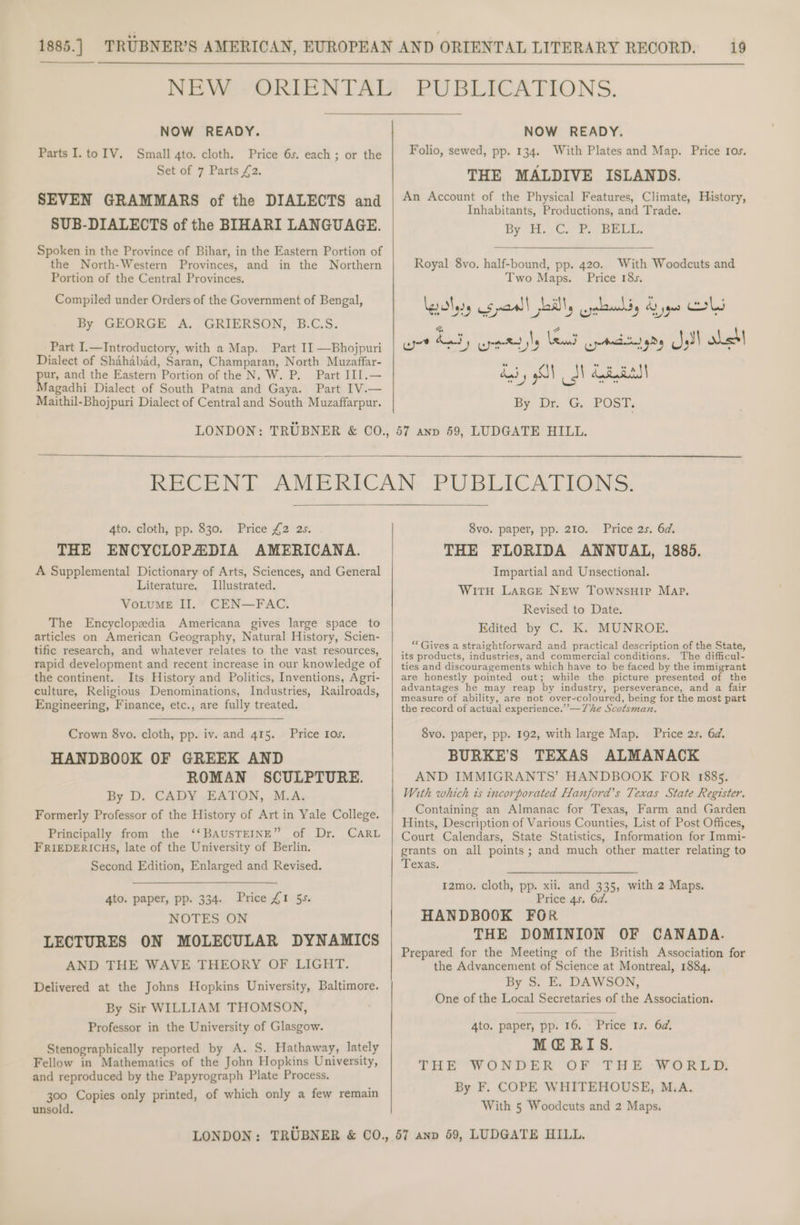 1885.] TRÜBNER'S AMERICAN, EUROPEAN AND ORIENTAL LITERARY RECORD. 19
NEW ORIENTAL PUBLICATIONS.
NOW READY.
Parts I. to IV. Small 4to. cloth. Price 6s. each; or the
Set of 7 Parts £2.
SEVEN GRAMMARS of the DIALECTS and
SUB-DIALECTS of the BIHARI LANGUAGE.
Spoken in the Province of Bihar, in the Eastern Portion of
the North-Western Provinces, and in the Northern
Portion of the Central Provinces.
Compiled under Orders of the Government of Bengal,
By GEORGE A. GRIERSON, B.C.S.
Part I.—Introductory, with a Map. Part II—Bhojpuri
Dialect of Shâhâbâd, Saran, Champaran, North Muzaffar-
pur, and the Eastern Portion of the N. W. P. Part III.—
Magadhi Dialect of South Patna and Gaya. Part IV.—
Maithil-Bhojpuri Dialect of Central and South Muzaffarpur.
NOW READY.
Folio, sewed, pp. 134. With Plates and Map. Price 10s.
THE MALDIVE ISLANDS.
An Account of the Physical Features, Climate, History,
Inhabitants, Productions, and Trade.
By H. C. P. BELL.
Royal 8vo. half-bound, pp. 420. With Woodcuts and
Two Maps. Price 18s.
نبات سورية وفلسطين والقطر المصري وبواديها
المجلد الاول وهو يتضمن تسعًا واربعين رتبة من
الشقيقية الى الكورنية
By Dr. G. POST.
LONDON: TRÜBNER & CO., 57 AND 59, LUDGATE HILL.
RECENT AMERICAN PUBLICATIONS.
4to. cloth, pp. 830. Price £2 2s.
THE ENCYCLOPÆDIA AMERICANA.
A Supplemental Dictionary of Arts, Sciences, and General
Literature. Illustrated.
VOLUME II. CEN—FAC.
The Encyclopædia Americana gives large space to
articles on American Geography, Natural History, Scien-
tific research, and whatever relates to the vast resources,
rapid development and recent increase in our knowledge of
the continent. Its History and Politics, Inventions, Agri-
culture, Religious Denominations, Industries, Railroads,
Engineering, Finance, etc., are fully treated.
Crown 8vo. cloth, pp. iv. and 415. Price 10s.
HANDBOOK OF GREEK AND
ROMAN SCULPTURE.
By D. CADY EATON, M.A.
Formerly Professor of the History of Art in Yale College.
Principally from the “BAUSTEINE” of Dr. CARL
FRIEDERICHS, late of the University of Berlin.
Second Edition, Enlarged and Revised.
4to. paper, pp. 334. Price £1 5s.
NOTES ON
LECTURES ON MOLECULAR DYNAMICS
AND THE WAVE THEORY OF LIGHT.
Delivered at the Johns Hopkins University, Baltimore.
By Sir WILLIAM THOMSON,
Professor in the University of Glasgow.
Stenographically reported by A. S. Hathaway, lately
Fellow in Mathematics of the John Hopkins University,
and reproduced by the Papyrograph Plate Process.
300 Copies only printed, of which only a few remain
unsold.
8vo. paper, pp. 210. Price 2s. 6d.
THE FLORIDA ANNUAL, 1885.
Impartial and Unsectional.
WITH LARGE NEW TOWNSHIP MAP.
Revised to Date.
Edited by C. K. MUNROE.
“Gives a straightforward and practical description of the State,
its products, industries, and commercial conditions. The difficul-
ties and discouragements which have to be faced by the immigrant
are honestly pointed out; while the picture presented of the
advantages he may reap by industry, perseverance, and a fair
measure of ability, are not over-coloured, being for the most part
the record of actual experience.”—The Scotsman.
8vo. paper, pp. 192, with large Map. Price 2s. 6d.
BURKE'S TEXAS ALMANACK
AND IMMIGRANTS' HANDBOOK FOR 1885.
With which is incorporated Hanford's Texas State Register.
Containing an Almanac for Texas, Farm and Garden
Hints, Description of Various Counties, List of Post Offices,
Court Calendars, State Statistics, Information for Immi-
grants on all points; and much other matter relating to
Texas.
12mo. cloth, pp. xii. and 335, with 2 Maps.
Price 4s. 6d.
HANDBOOK FOR
THE DOMINION OF CANADA.
Prepared for the Meeting of the British Association for
the Advancement of Science at Montreal, 1884.
By S. E. DAWSON,
One of the Local Secretaries of the Association.
4to. paper, pp. 16. Price 1s. 6d.
MŒRIS.
THE WONDER OF THE WORLD.
By F. COPE WHITEHOUSE, M.A.
With 5 Woodcuts and 2 Maps.
LONDON: TRÜBNER & CO., 57 AND 59, LUDGATE HILL.